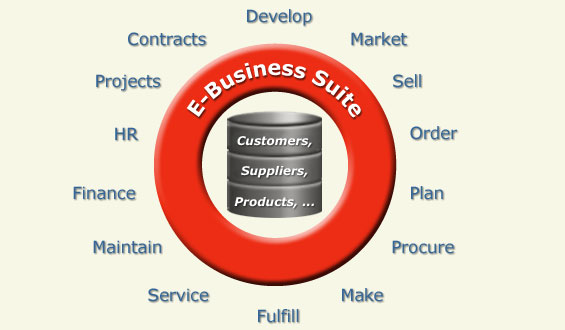 Develop
Contracts
Market
Projects
Sell
E-Business Suite
HR
Order
Customers,
Suppliers,
Products, ...
Finance
Plan
Maintain
Procure
Service
Make
Fulfill